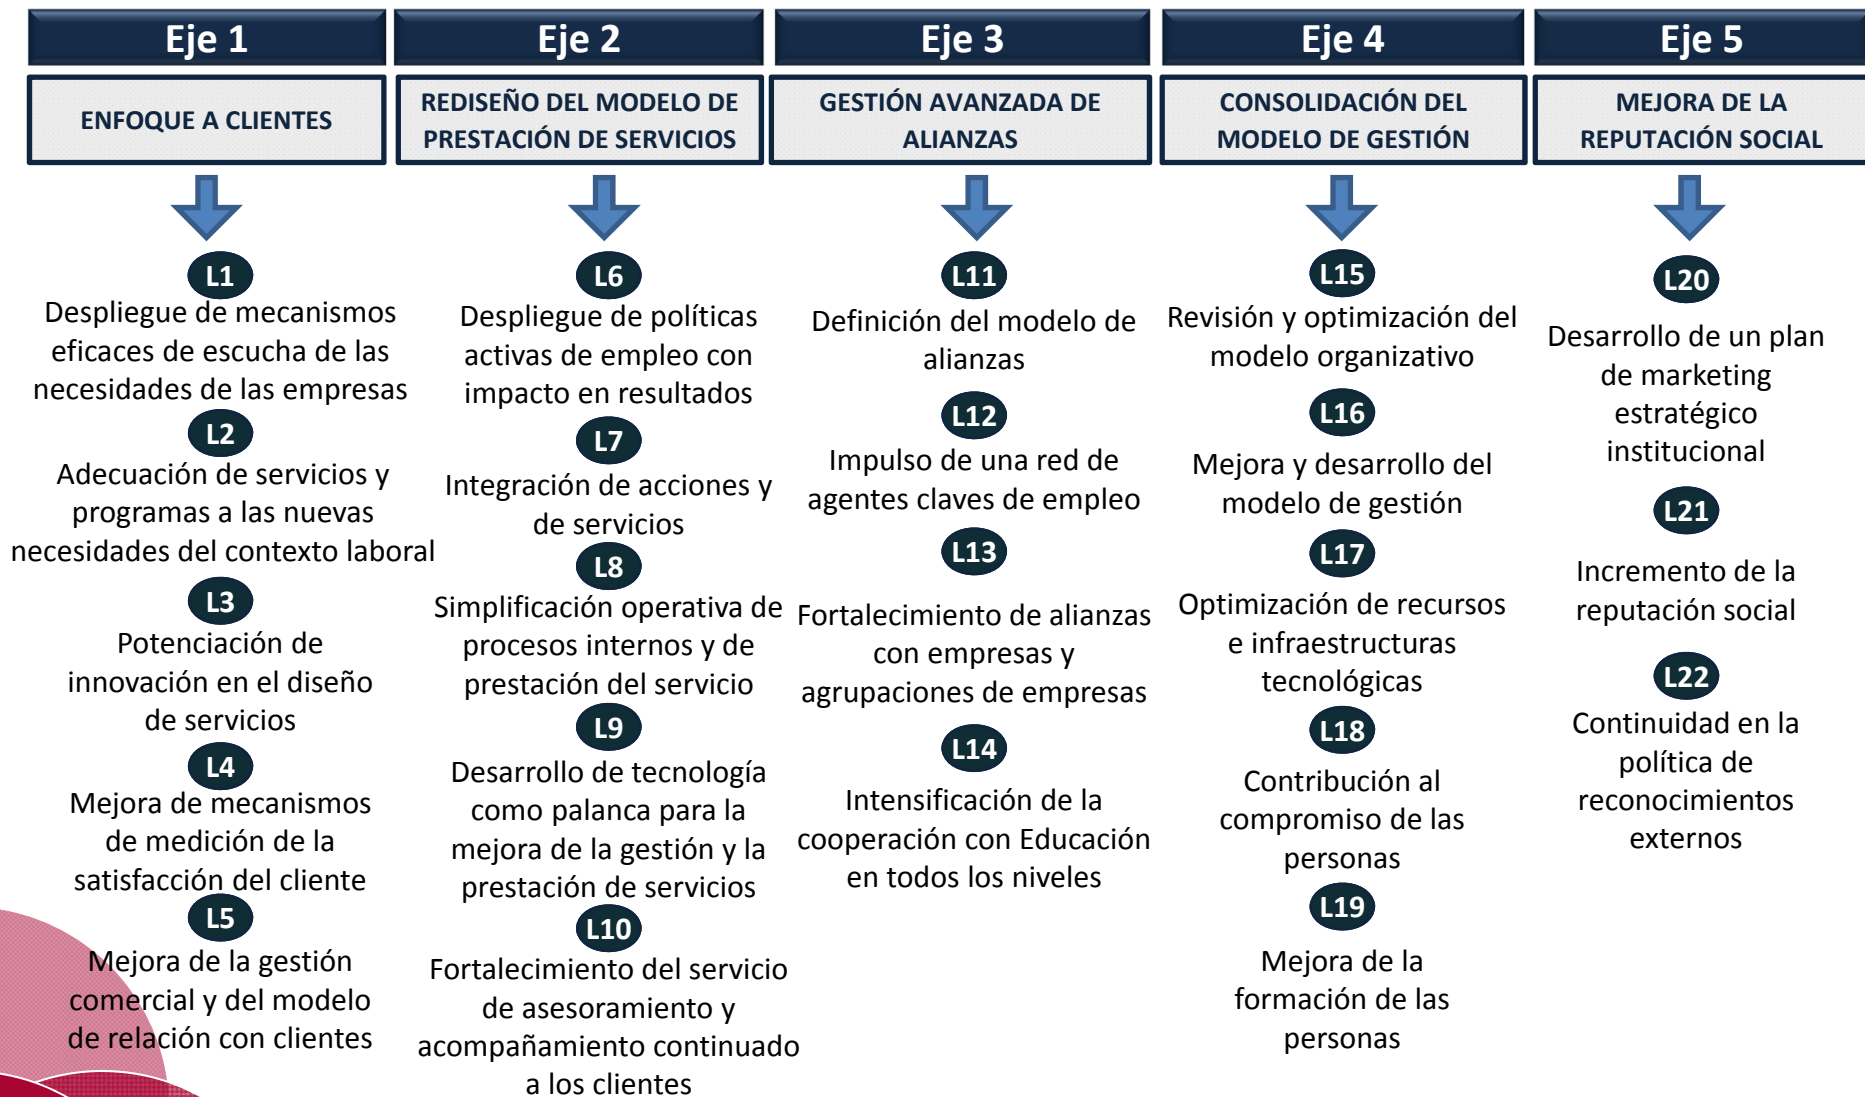 Eje 1
ENFOQUE A CLIENTES
L1
Despliegue de mecanismos
eficaces de escucha de las
necesidades de las empresas
L2
Adecuación de servicios y
programas a las nuevas
necesidades del contexto laboral
L3
Potenciación de
innovación en el diseño
de servicios
L4
Mejora de mecanismos
de medición de la
satisfacción del cliente
L5
Mejora de la gestión
comercial y del modelo
de relación con clientes
Eje 2
REDISEÑO DEL MODELO DE
PRESTACIÓN DE SERVICIOS
L6
Despliegue de políticas
activas de empleo con
impacto en resultados
L7
Integración de acciones y
de servicios
L8
Simplificación operativa de
procesos internos y de
prestación del servicio
L9
Desarrollo de tecnología
como palanca para la
mejora de la gestión y la
prestación de servicios
L10
Fortalecimiento del servicio
de asesoramiento y
acompañamiento continuado
a los clientes
Eje 3
GESTIÓN AVANZADA DE
ALIANZAS
L11
Definición del modelo de
alianzas
L12
Impulso de una red de
agentes claves de empleo
L13
Fortalecimiento de alianzas
con empresas y
agrupaciones de empresas
L14
Intensificación de la
cooperación con Educación
en todos los niveles
Eje 4
CONSOLIDACIÓN DEL
MODELO DE GESTIÓN
L15
Revisión y optimización del
modelo organizativo
L16
Mejora y desarrollo del
modelo de gestión
L17
Optimización de recursos
e infraestructuras
tecnológicas
L18
Contribución al
compromiso de las
personas
L19
Mejora de la
formación de las
personas
Eje 5
MEJORA DE LA
REPUTACIÓN SOCIAL
L20
Desarrollo de un plan
de marketing
estratégico
institucional
L21
Incremento de la
reputación social
L22
Continuidad en la
política de
reconocimientos
externos